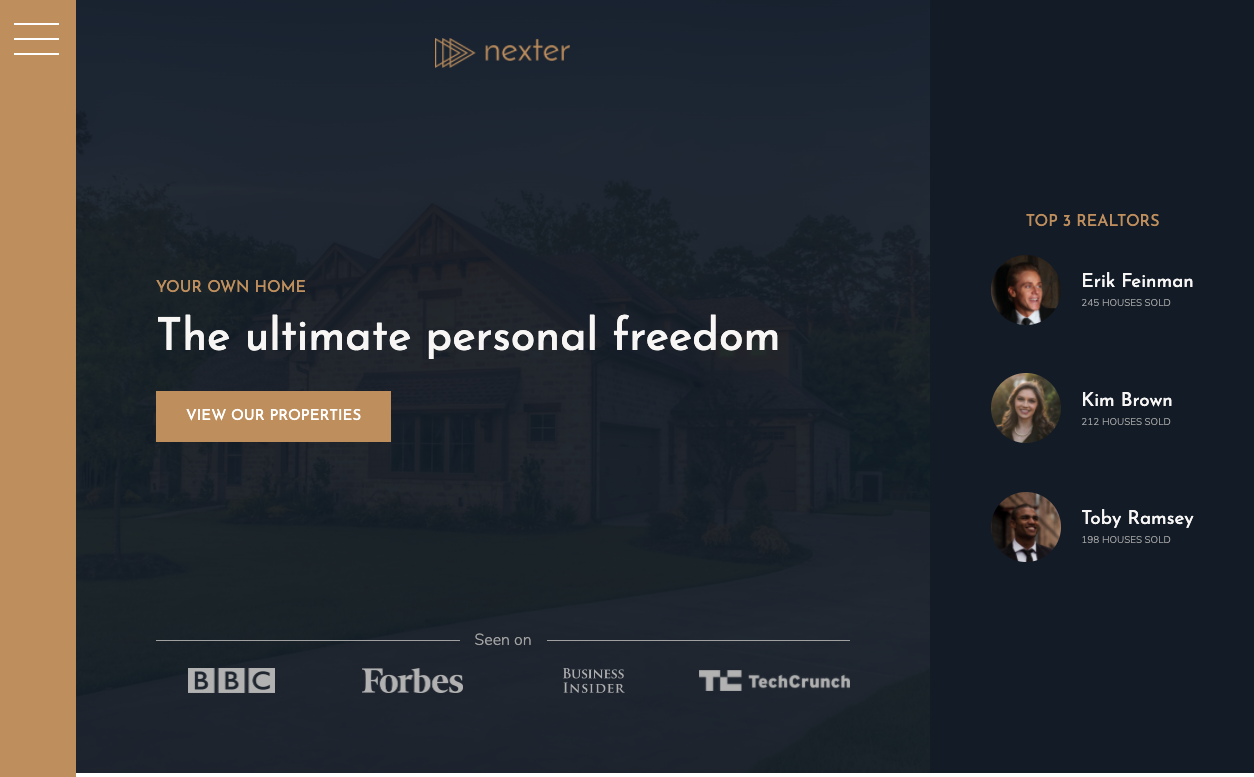 nexter
YOUR OWN HOME
The ultimate personal freedom
VIEW OUR PROPERTIES
Seen on
BBC
Forbes
BUSINESS
INSIDER
TC TechCrunch
TOP 3 REALTORS
Erik Feinman
245 HOUSES SOLD
Kim Brown
212 HOUSES SOLD
Toby Ramsey
198 HOUSES SOLD